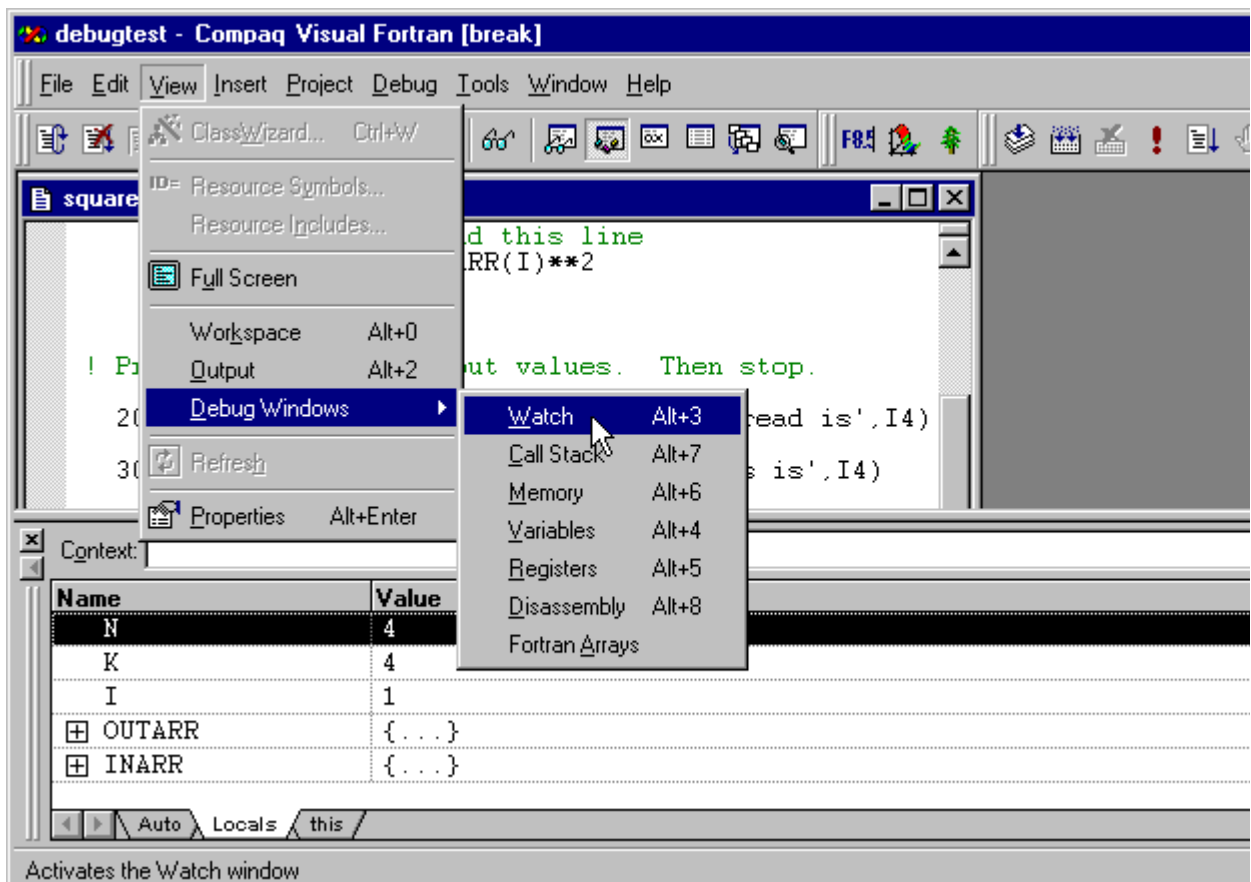 debugtest - Compaq Visual Fortran [break]
File Edit View Insert Project Debug Tools Window Help
ClassWizard... Ctrl+W
ID= Resource Symbols...
Resource Includes...
Full Screen
Workspace Alt+0
Output Alt+2
Debug Windows
Refresh
Properties Alt+Enter
Watch Alt+3
Call Stack Alt+7
Memory Alt+6
Variables Alt+4
Registers Alt+5
Disassembly Alt+8
Fortran Arrays
square
d this line
RR(I)**2
! Pr
ut values. Then stop.
20
read is',I4)
30
s is',I4)
Context:
Name Value
N 4
K 4
I 1
OUTARR {...}
INARR {...}
Auto Locals this
Activates the Watch window